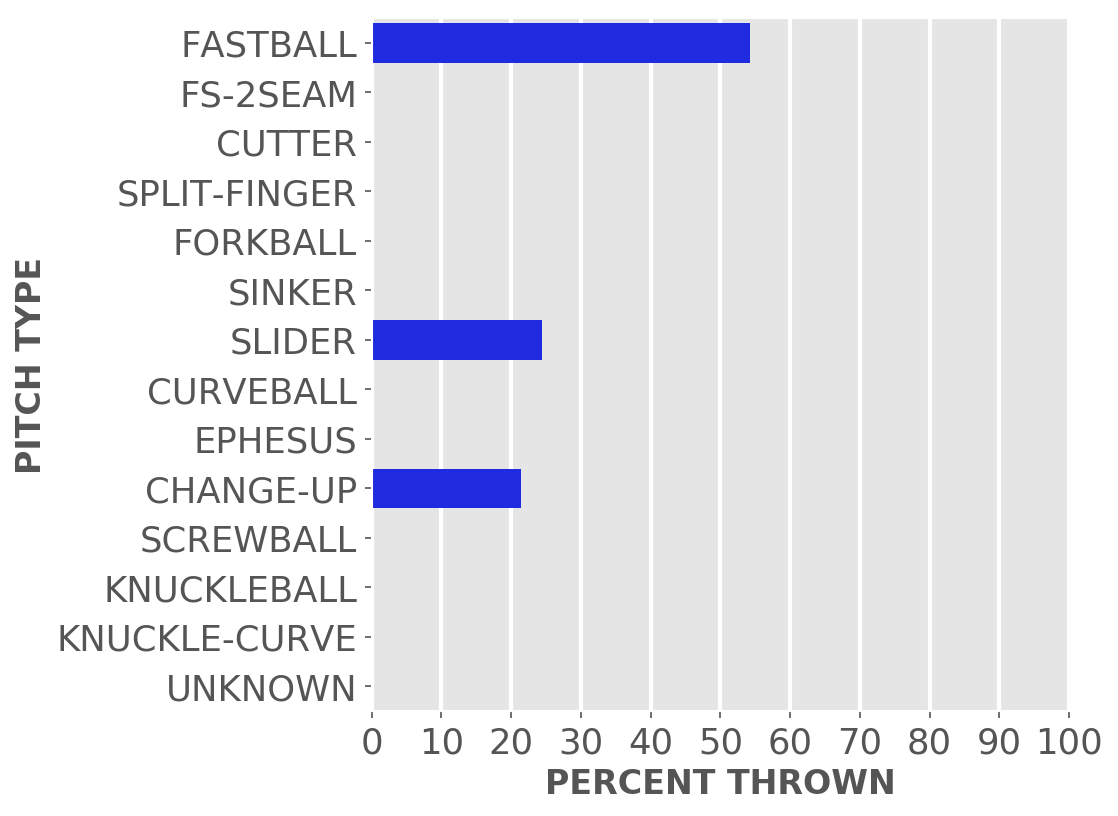 FASTBALL
FS-2SEAM
CUTTER
SPLIT-FINGER
FORKBALL
SINKER
SLIDER
CURVEBALL
EPHESUS
CHANGE-UP
SCREWBALL
KNUCKLEBALL
KNUCKLE-CURVE
UNKNOWN
PITCH TYPE
0 10 20 30 40 50 60 70 80 90 100
PERCENT THROWN